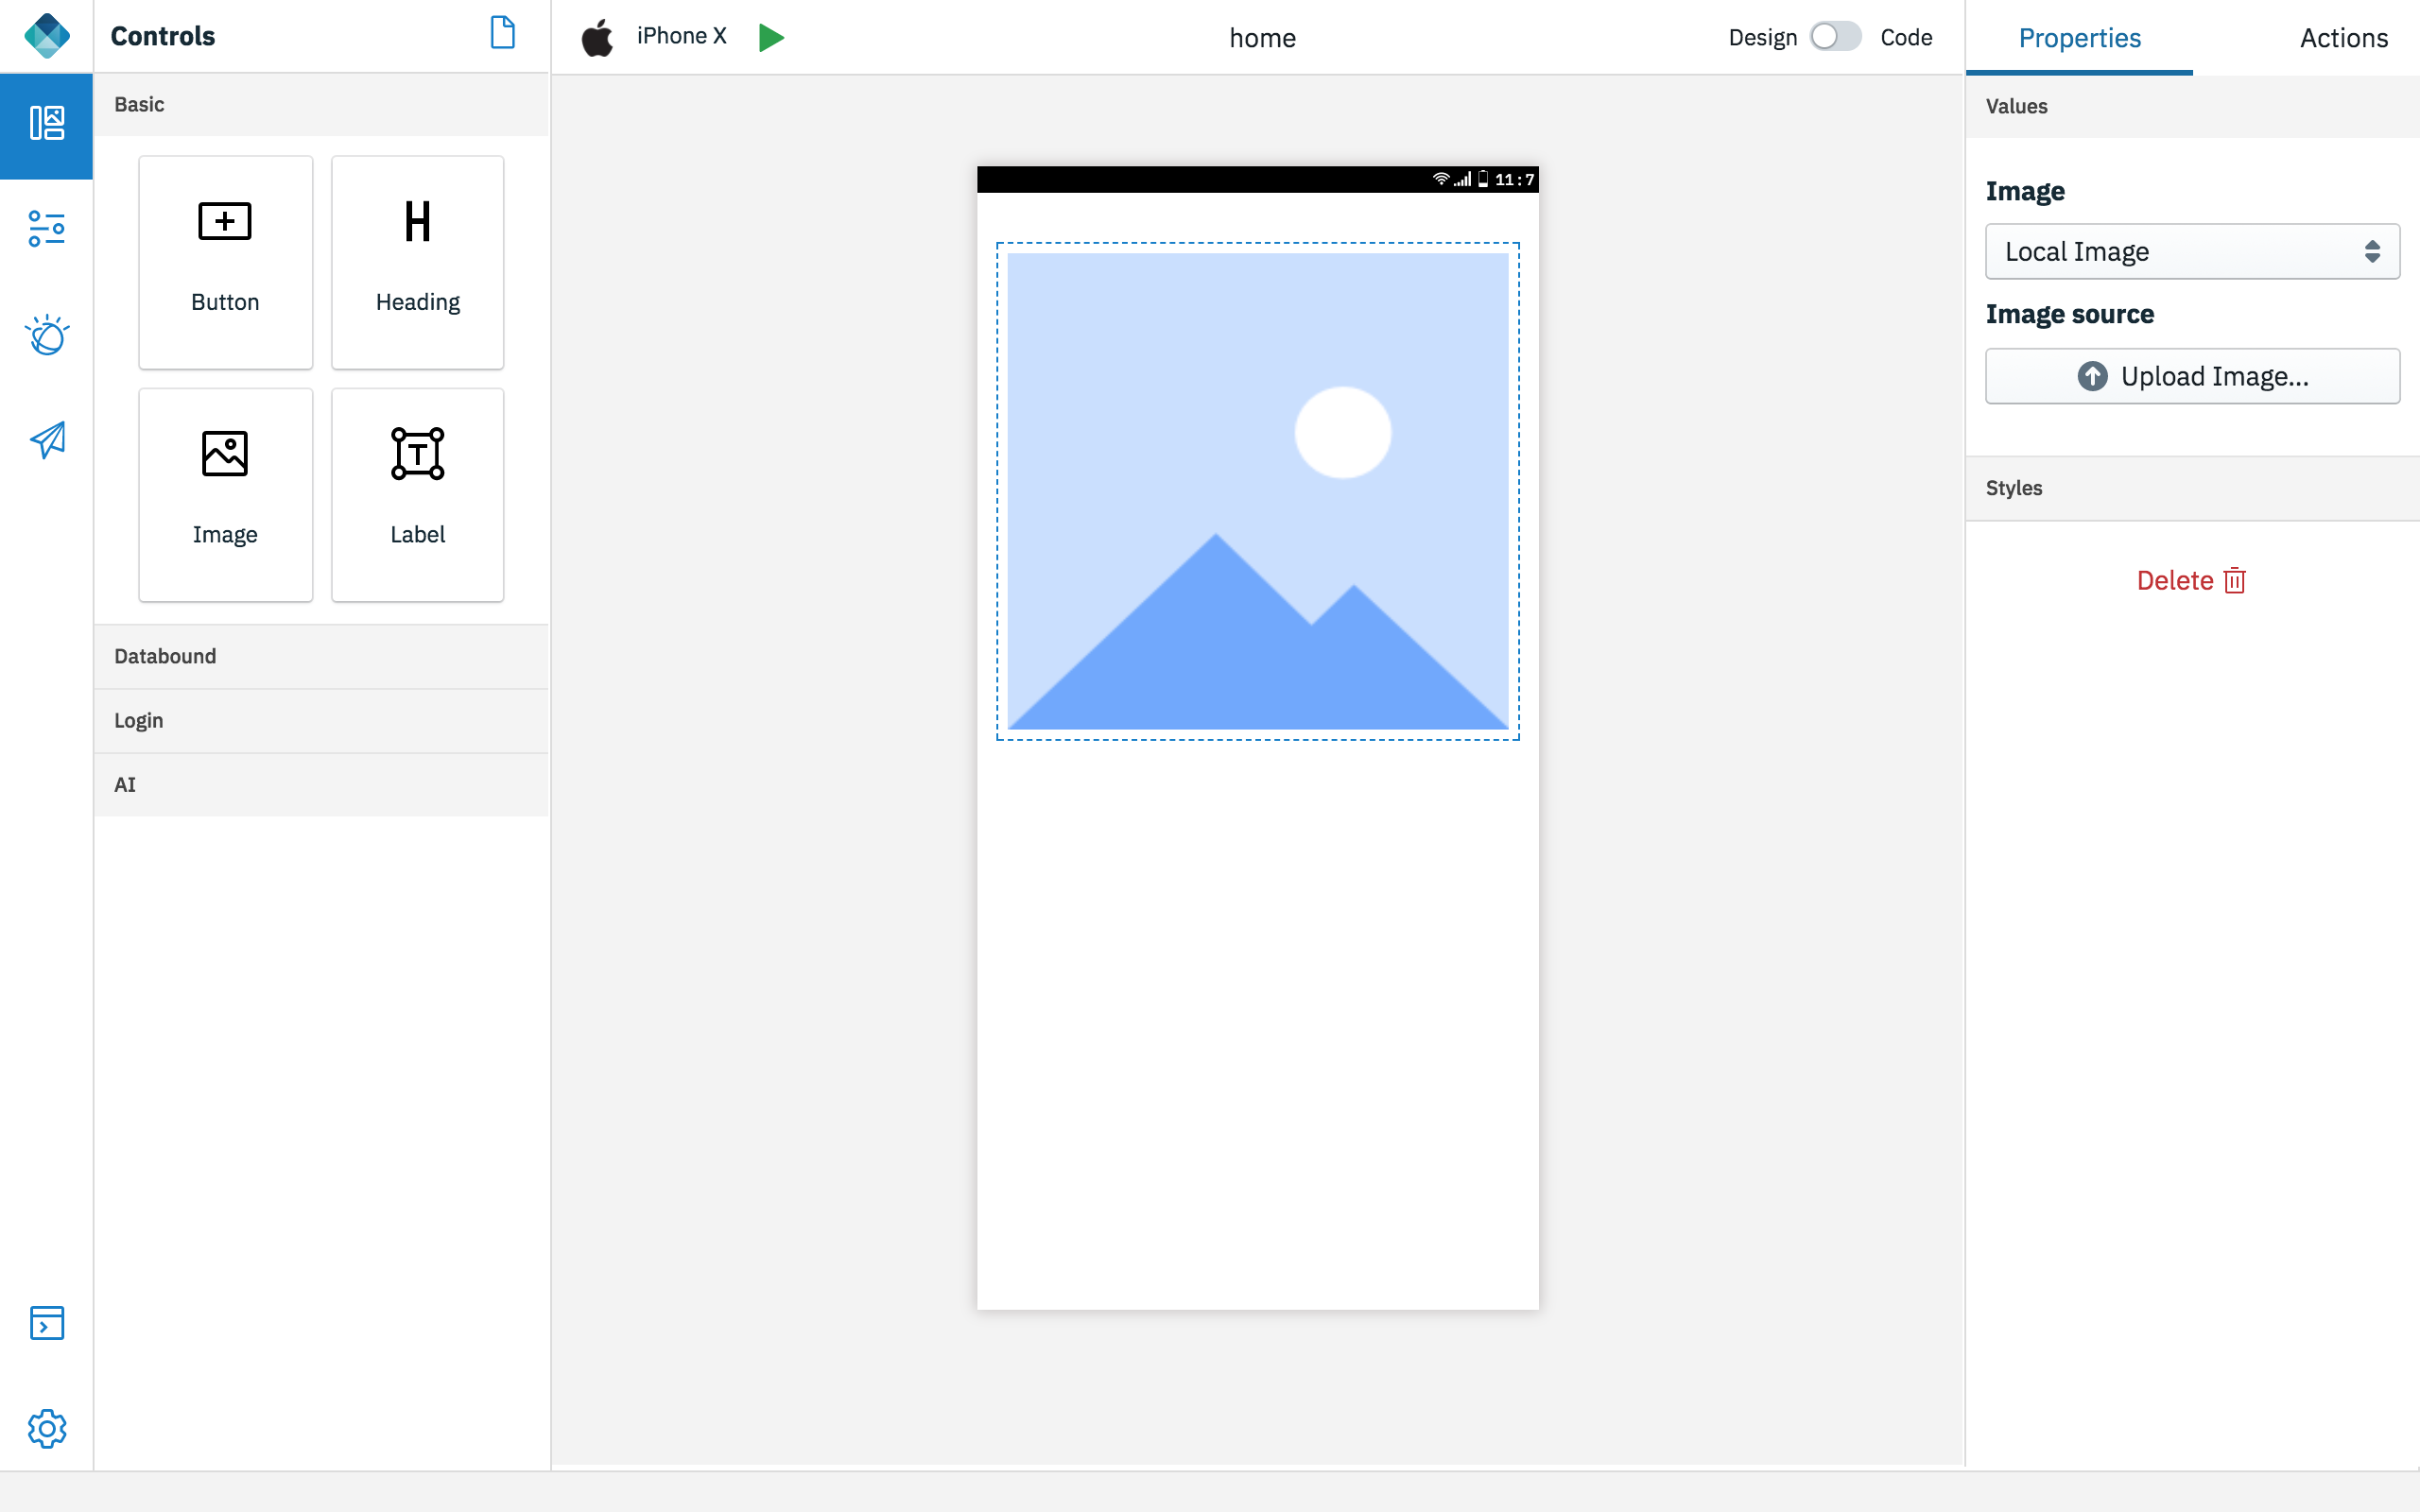 Controls
iPhone X
home
Design
Code
Properties
Actions
Basic
Values
11:7
Button
Heading
Image
Local Image
Image source
Upload Image...
Image
Label
Styles
Delete
Databound
Login
AI